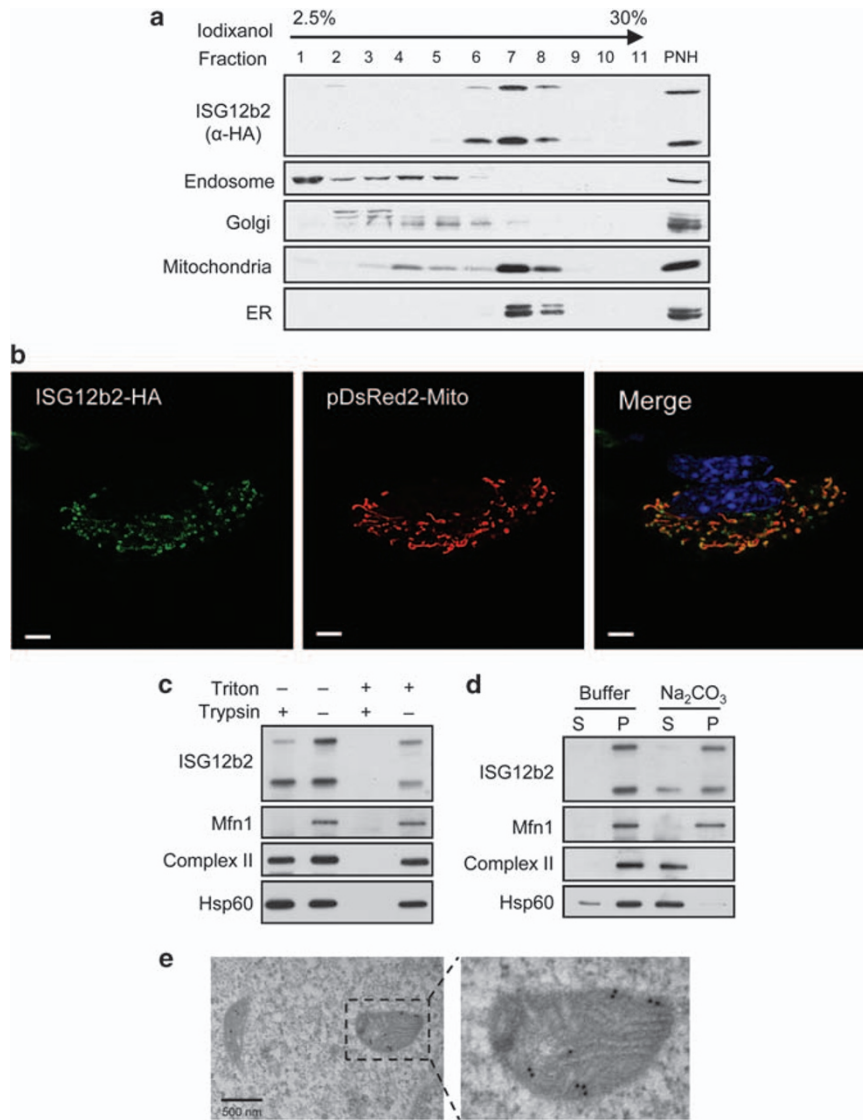 a
2.5% 30%
Iodixanol
Fraction 1 2 3 4 5 6 7 8 9 10 11 PNH
ISG12b2
(α-HA)
Endosome
Golgi
Mitochondria
ER
b
ISG12b2-HA
pDsRed2-Mito
Merge
c
Triton – – + +
Trypsin + – + –
ISG12b2
Mfn1
Complex II
Hsp60
d
Buffer Na₂CO₃
S P S P
ISG12b2
Mfn1
Complex II
Hsp60
e
500 nm